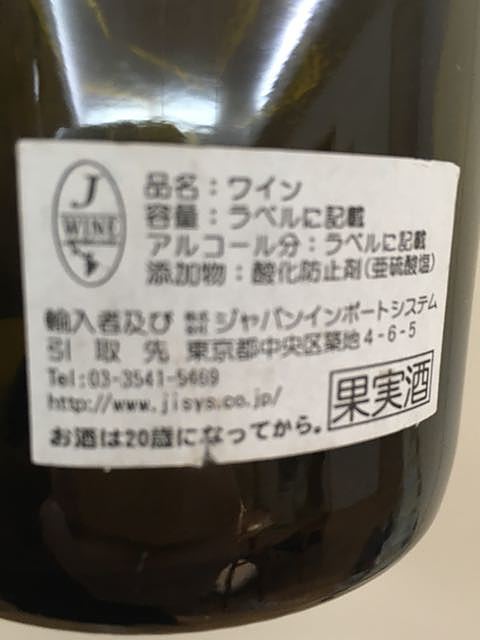 J
WINE
品名：ワイン
容量：ラベルに記載
アルコール分：ラベルに記載
添加物：酸化防止剤(亜硫酸塩)
輸入者及び 株式会社 ジャパンインポートシステム
引取先 東京都中央区築地4-6-5
Tel:03-3541-5469
http://www.jisys.co.jp/
果実酒
お酒は20歳になってから。